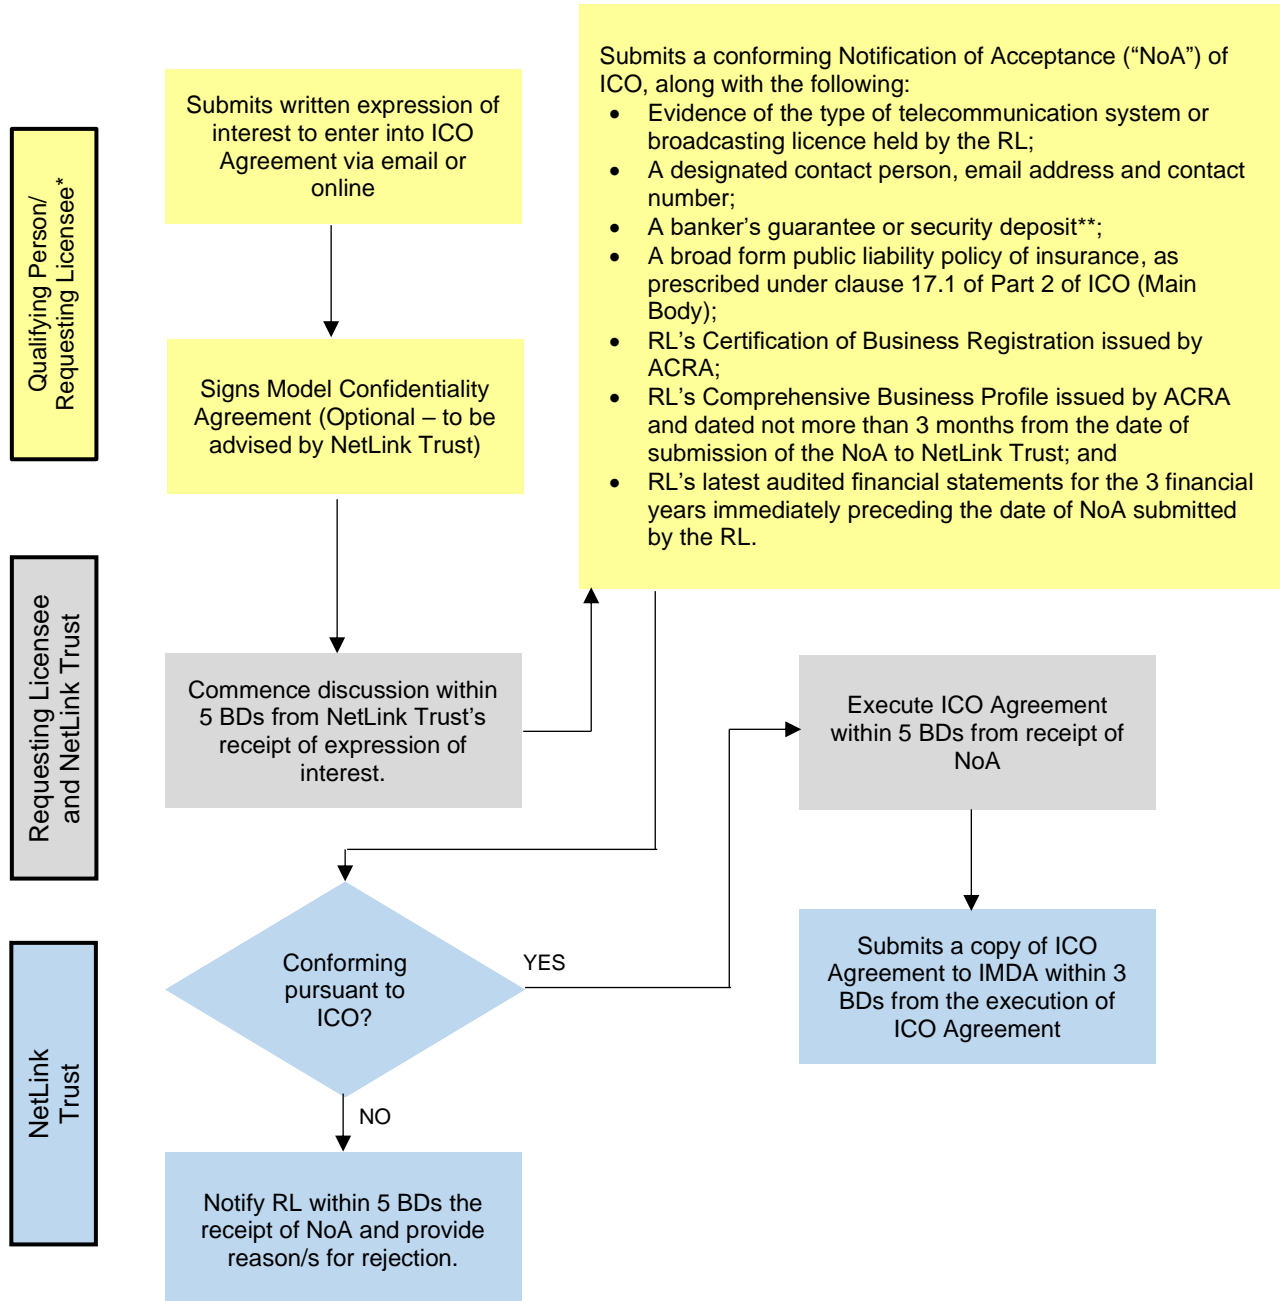 Qualifying Person/
Requesting Licensee*
Submits written expression of
interest to enter into ICO
Agreement via email or
online
Signs Model Confidentiality
Agreement (Optional – to be
advised by NetLink Trust)
Submits a conforming Notification of Acceptance (“NoA”) of
ICO, along with the following:
• Evidence of the type of telecommunication system or
broadcasting licence held by the RL;
• A designated contact person, email address and contact
number;
• A banker’s guarantee or security deposit**;
• A broad form public liability policy of insurance, as
prescribed under clause 17.1 of Part 2 of ICO (Main
Body);
• RL’s Certification of Business Registration issued by
ACRA;
• RL’s Comprehensive Business Profile issued by ACRA
and dated not more than 3 months from the date of
submission of the NoA to NetLink Trust; and
• RL’s latest audited financial statements for the 3 financial
years immediately preceding the date of NoA submitted
by the RL.
Requesting Licensee
and NetLink Trust
Commence discussion within
5 BDs from NetLink Trust’s
receipt of expression of
interest.
Execute ICO Agreement
within 5 BDs from receipt of
NoA
NetLink
Trust
Conforming
pursuant to
ICO?
YES
NO
Submits a copy of ICO
Agreement to IMDA within 3
BDs from the execution of
ICO Agreement
Notify RL within 5 BDs the
receipt of NoA and provide
reason/s for rejection.